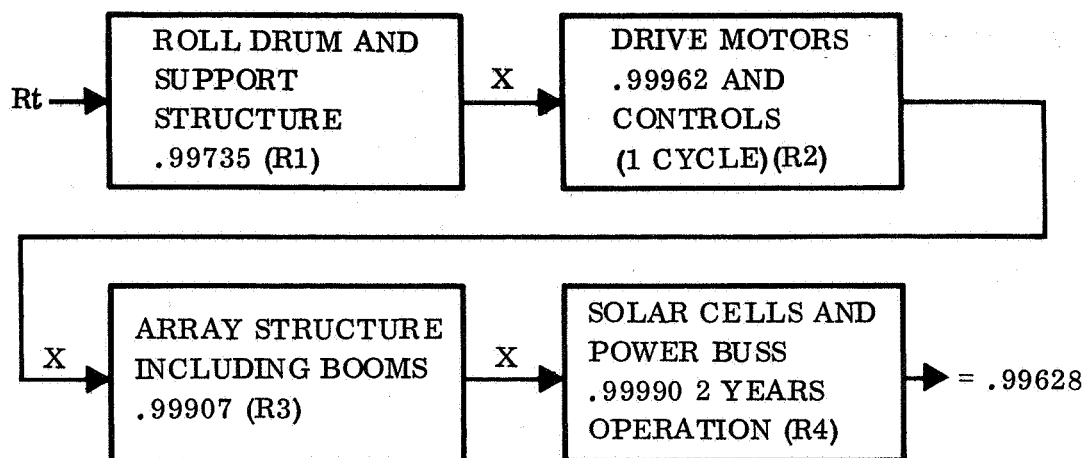 ROLL DRUM AND
SUPPORT
STRUCTURE
.99735 (R1)
Rt
X
DRIVE MOTORS
.99962 AND
CONTROLS
(1 CYCLE) (R2)
X
ARRAY STRUCTURE
INCLUDING BOOMS
.99907 (R3)
X
SOLAR CELLS AND
POWER BUSS
.99990 2 YEARS
OPERATION (R4)
= .99628